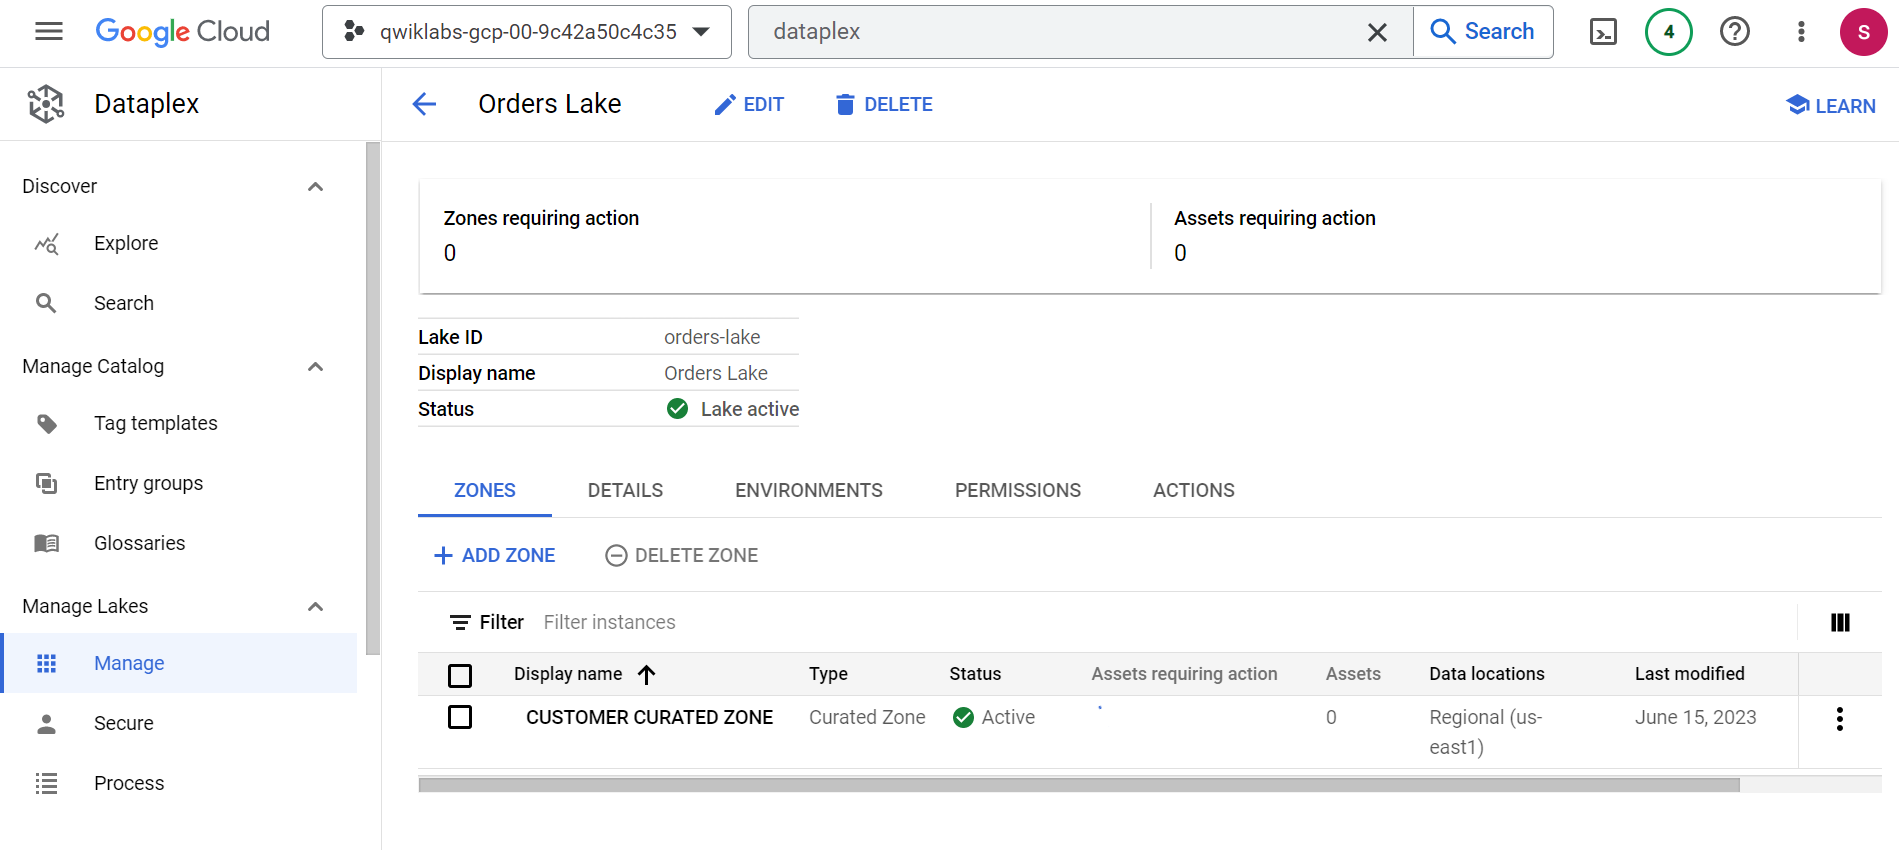 Google Cloud
qwiklabs-gcp-00-9c42a50c4c35
dataplex
Search
4
S
Dataplex
Orders Lake
EDIT
DELETE
LEARN
Discover
Explore
Search
Manage Catalog
Tag templates
Entry groups
Glossaries
Manage Lakes
Manage
Secure
Process
Zones requiring action
0
Assets requiring action
0
Lake ID orders-lake
Display name Orders Lake
Status Lake active
ZONES DETAILS ENVIRONMENTS PERMISSIONS ACTIONS
ADD ZONE DELETE ZONE
Filter Filter instances
Display name Type Status Assets requiring action Assets Data locations Last modified
CUSTOMER CURATED ZONE Curated Zone Active 0 Regional (us-
east1) June 15, 2023